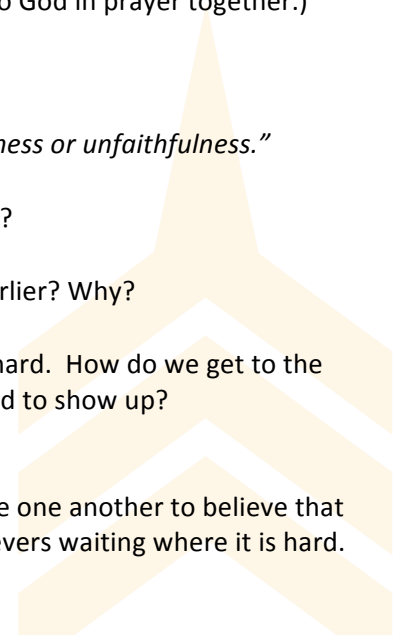 o God in prayer together.)
ness or unfaithfulness.”
?
rlier? Why?
hard.  How do we get to the
d to show up?
e one another to believe that
evers waiting where it is hard.